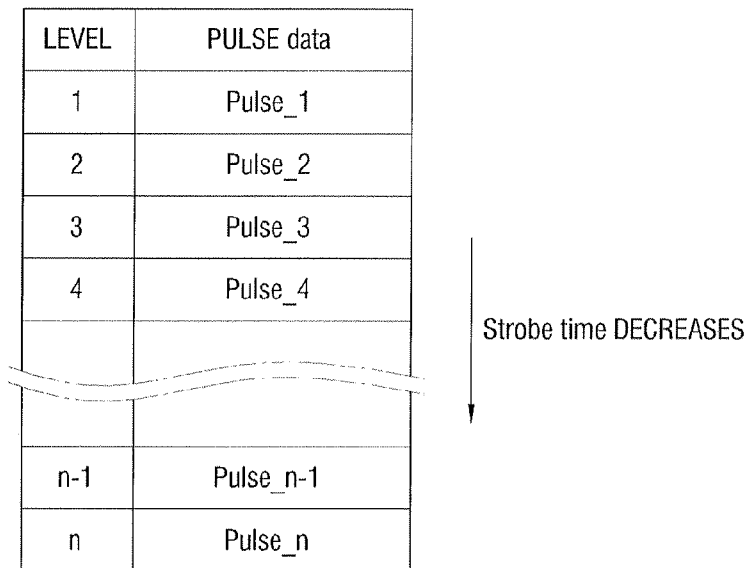 LEVEL PULSE data
1 Pulse_1
2 Pulse_2
3 Pulse_3
4 Pulse_4
Strobe time DECREASES
n-1 Pulse_n-1
n Pulse_n